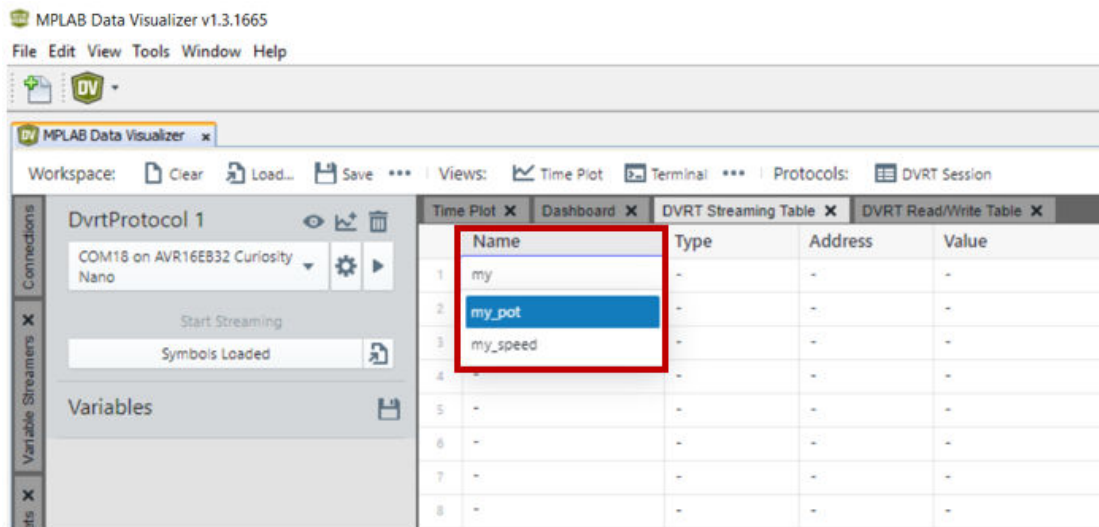 MPLAB Data Visualizer v1.3.1665
File Edit View Tools Window Help
DV
DV MPLAB Data Visualizer x
Workspace: Clear Load... Save ••• Views: Time Plot Terminal ••• Protocols: DVRT Session
Connections
Variable Streamers
DvrtProtocol 1
COM18 on AVR16EB32 Curiosity
Nano
Start Streaming
Symbols Loaded
Variables
Time Plot X Dashboard X DVRT Streaming Table X DVRT Read/Write Table X
Name Type Address Value
1 my - - -
2 my_pot - - -
3 my_speed - - -
4 - - - -
5 - - - -
6 - - - -
7 - - - -
8 - - - -